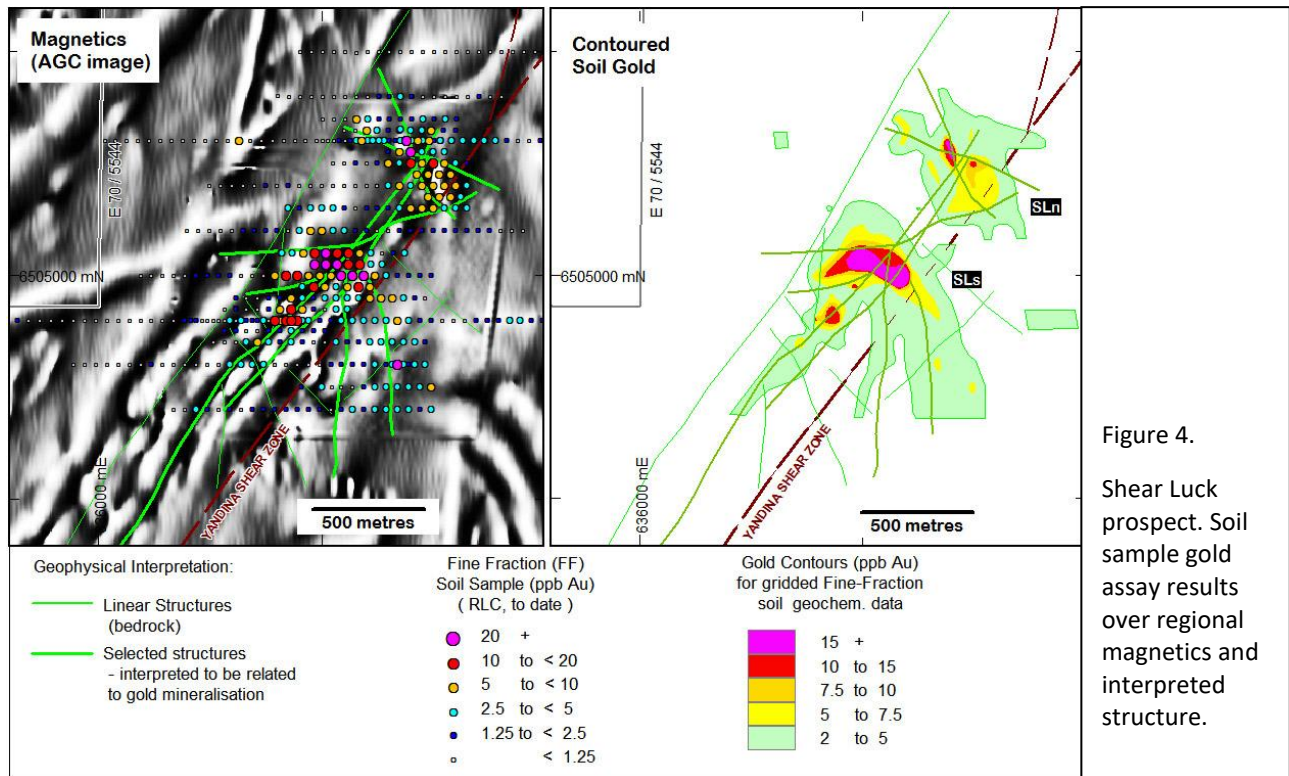 Magnetics
(AGC image)
E 70 / 5544
6505000 mN
636000 mE
YANDINA SHEAR ZONE
500 metres
Contoured
Soil Gold
E 70 / 5544
SLn
SLs
636000 mE
YANDINA SHEAR ZONE
500 metres
Geophysical Interpretation:
Linear Structures
(bedrock)
Selected structures
- interpreted to be related
to gold mineralisation
Fine Fraction (FF)
Soil Sample (ppb Au)
( RLC, to date )
20 +
10 to < 20
5 to < 10
2.5 to < 5
1.25 to < 2.5
< 1.25
Gold Contours (ppb Au)
for gridded Fine-Fraction
soil geochem. data
15 +
10 to 15
7.5 to 10
5 to 7.5
2 to 5
Figure 4.
Shear Luck
prospect. Soil
sample gold
assay results
over regional
magnetics and
interpreted
structure.